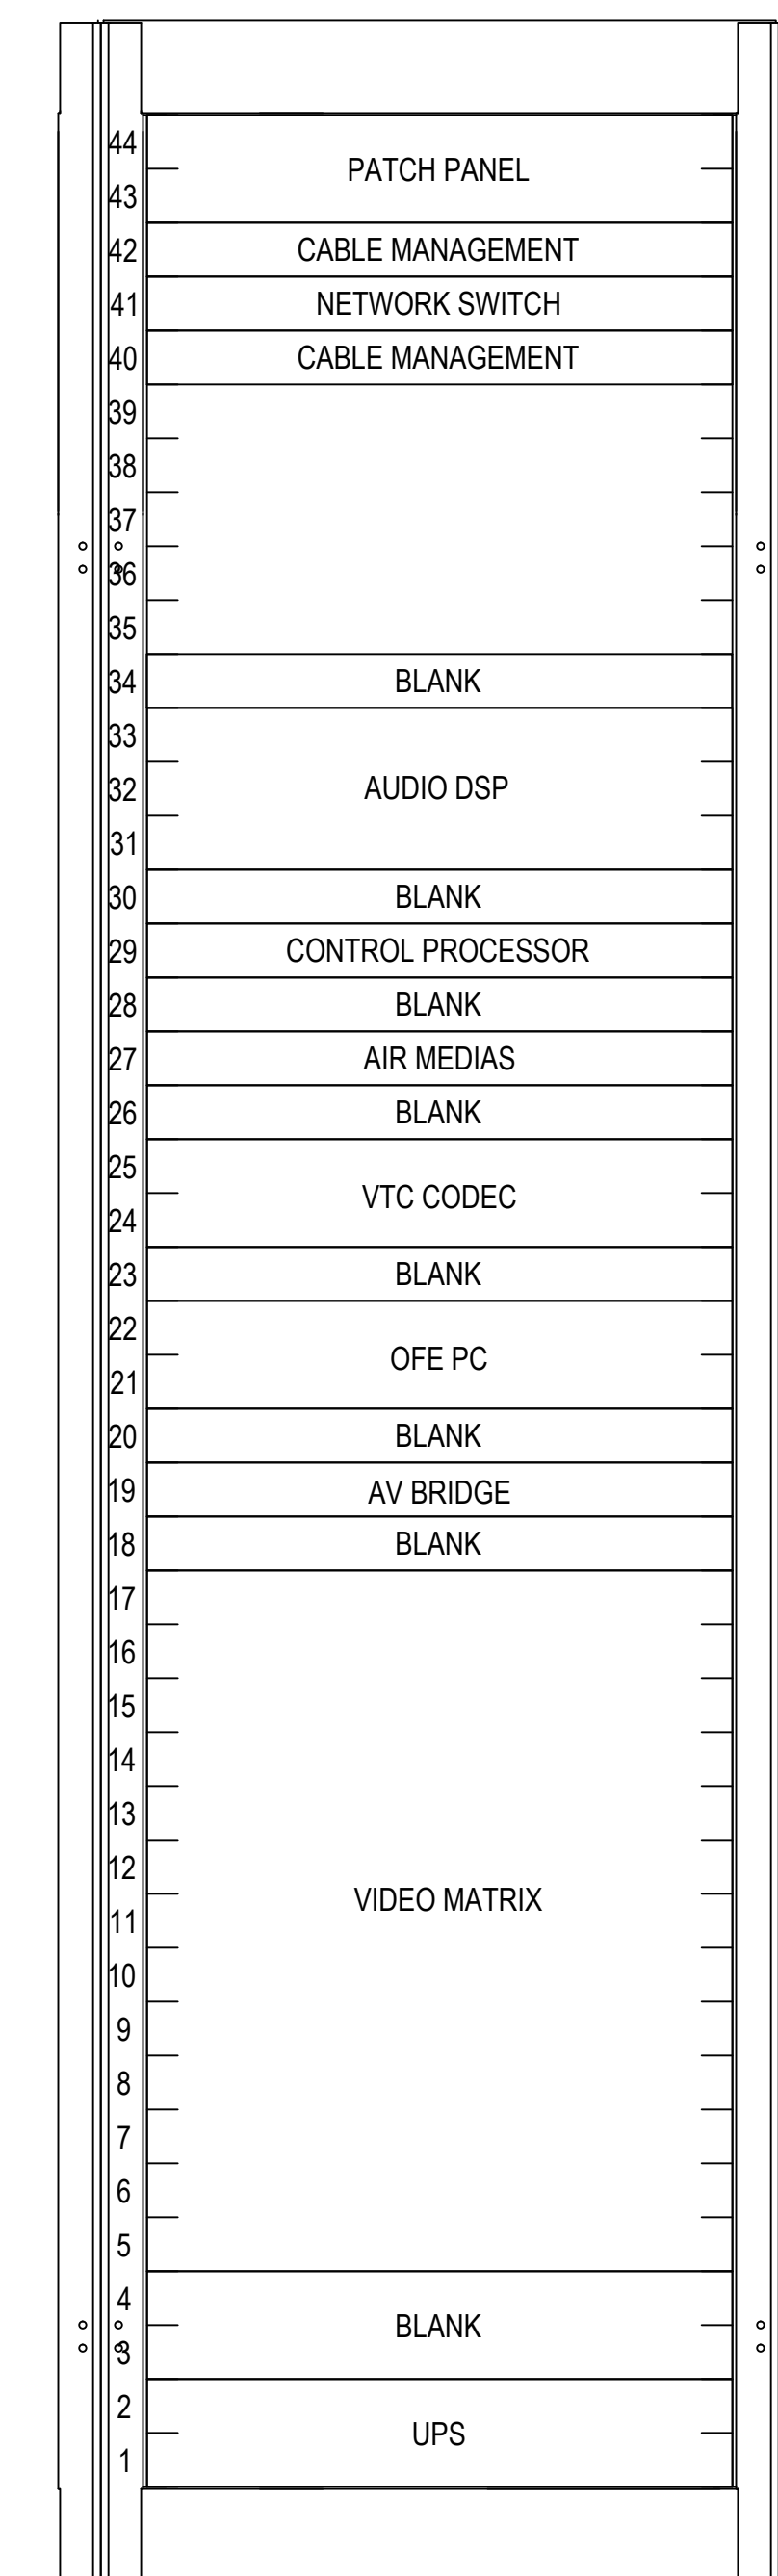 44
PATCH PANEL
43
42 CABLE MANAGEMENT
41 NETWORK SWITCH
40 CABLE MANAGEMENT
39
38
37
36
35
34 BLANK
33
32 AUDIO DSP
31
30 BLANK
29 CONTROL PROCESSOR
28 BLANK
27 AIR MEDIAS
26 BLANK
25
VTC CODEC
24
23 BLANK
22
OFE PC
21
20 BLANK
19 AV BRIDGE
18 BLANK
17
16
15
14
13
12
VIDEO MATRIX
11
10
9
8
7
6
5
4
BLANK
3
2
UPS
1